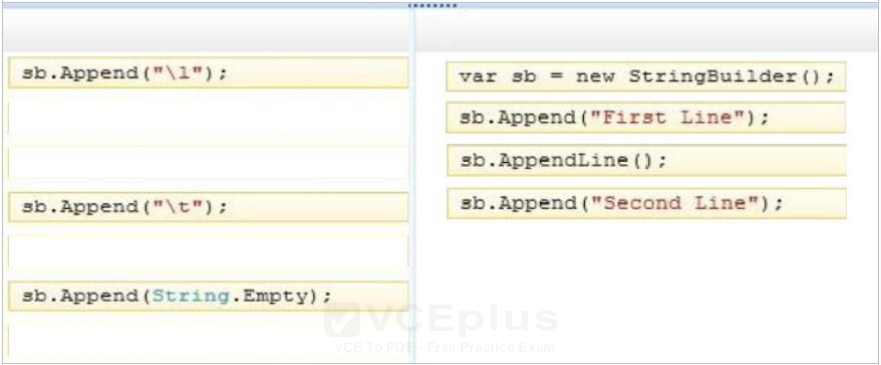 sb.Append("\l");
sb.Append("\t");
sb.Append(String.Empty);
var sb = new StringBuilder();
sb.Append("First Line");
sb.AppendLine();
sb.Append("Second Line");
VCEplus
VCE To PDF - Free Practice Exam